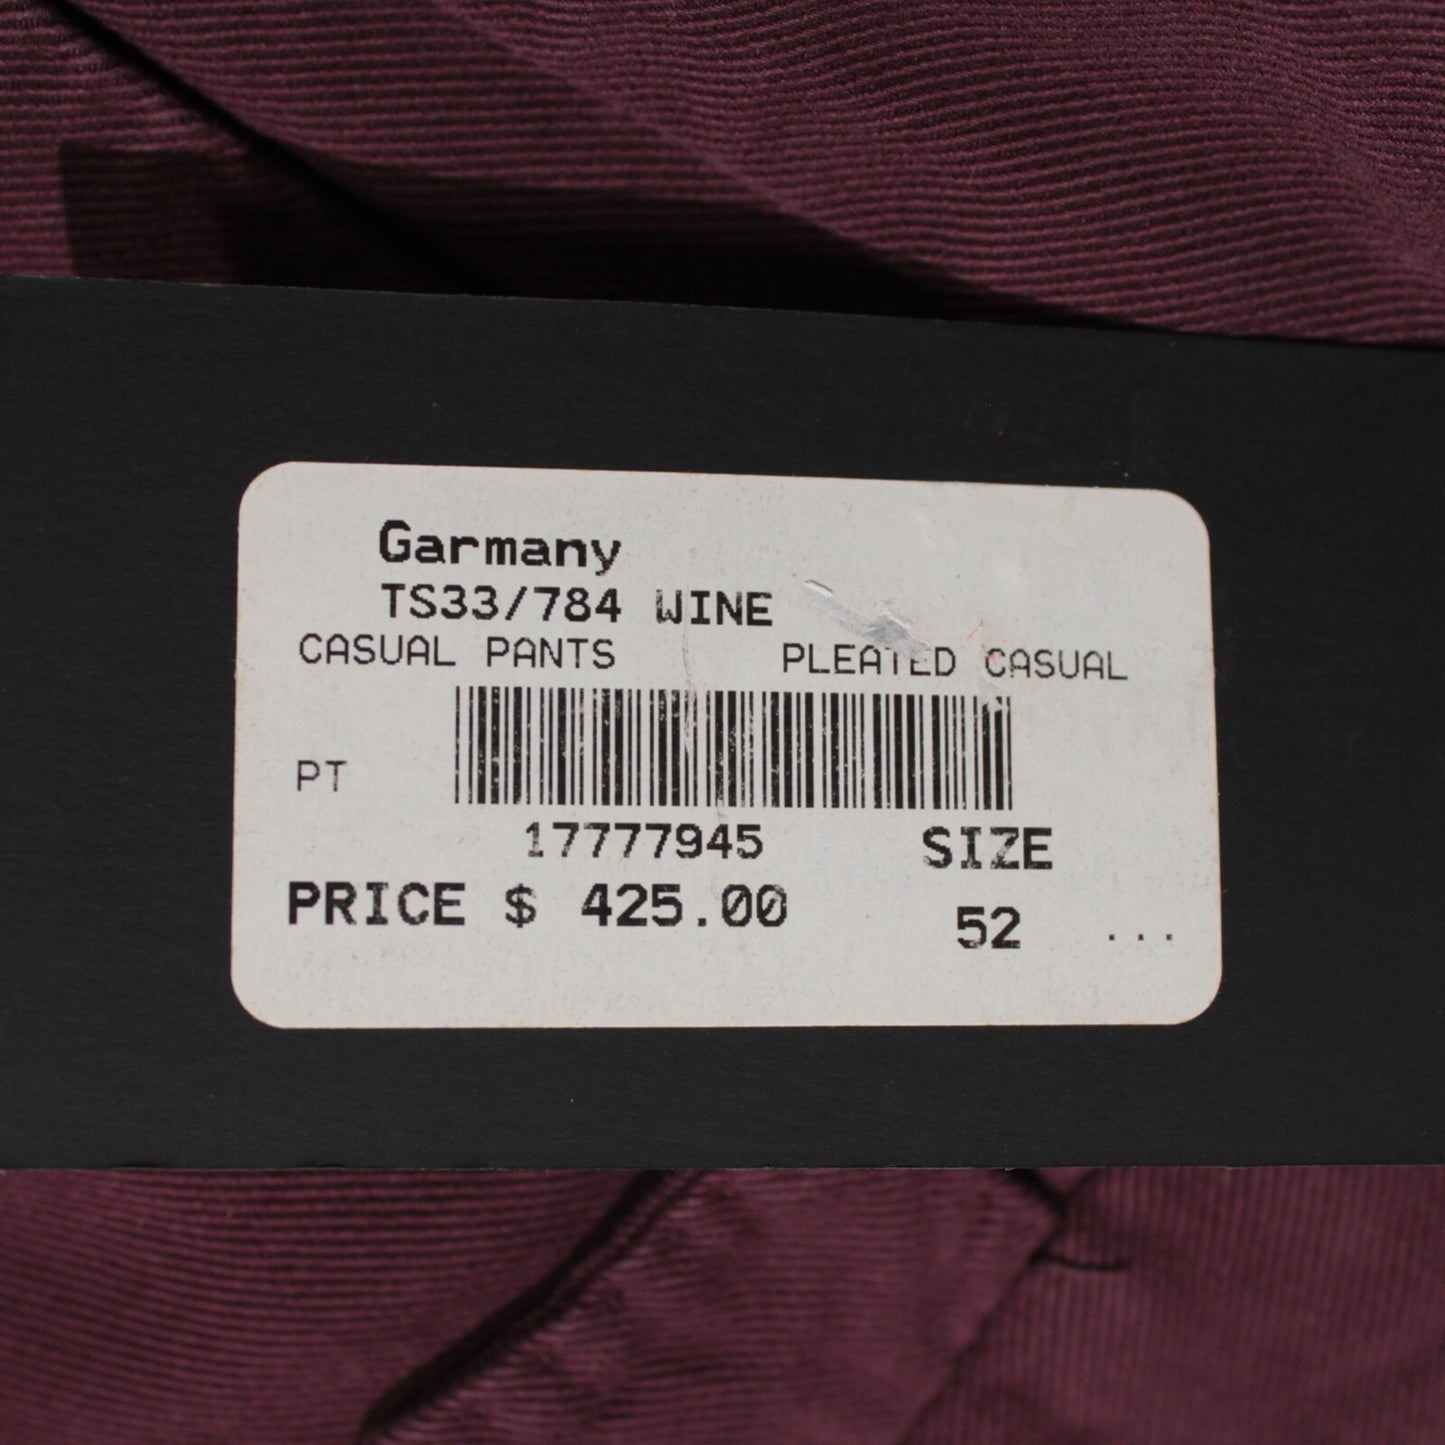 Garmany
TS33/784 WINE
CASUAL PANTS PLEATED CASUAL
PT
17777945 SIZE
PRICE $ 425.00 52 ...